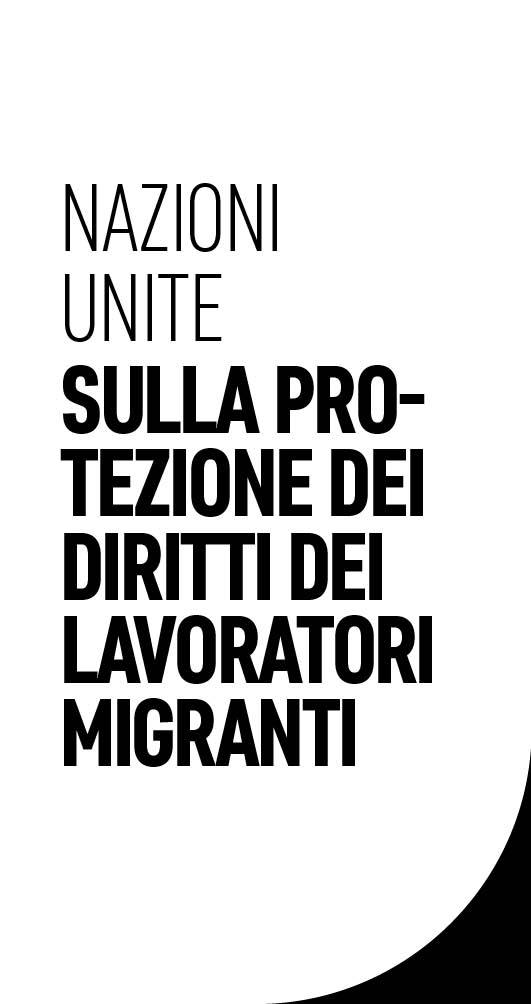 NAZIONI
UNITE
SULLA PRO-
TEZIONE DEI
DIRITTI DEI
LAVORATORI
MIGRANTI